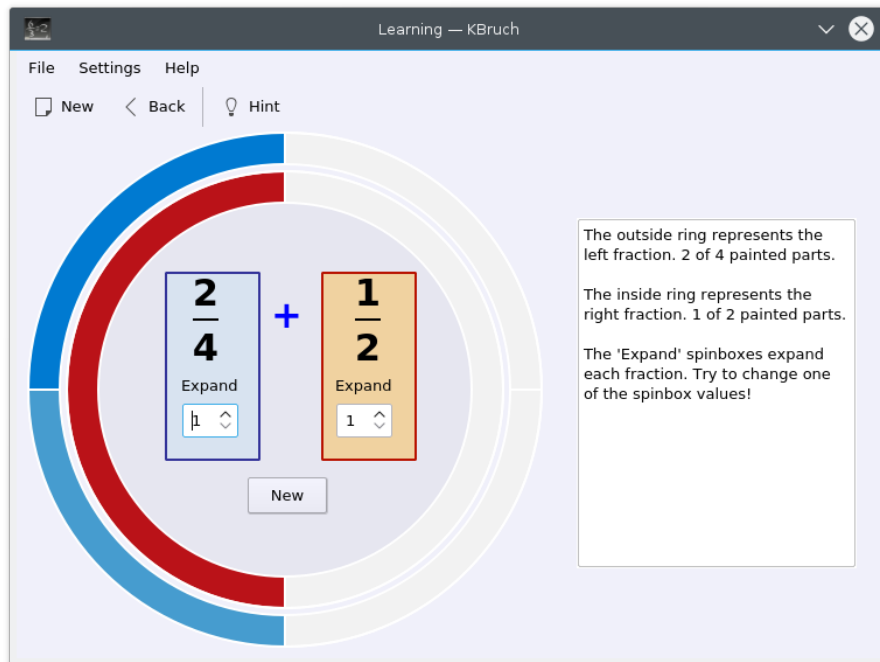 Learning — KBruch
File Settings Help
New Back Hint
2
4
+
1
2
Expand
Expand
1
1
New
The outside ring represents the
left fraction. 2 of 4 painted parts.
The inside ring represents the
right fraction. 1 of 2 painted parts.
The 'Expand' spinboxes expand
each fraction. Try to change one
of the spinbox values!